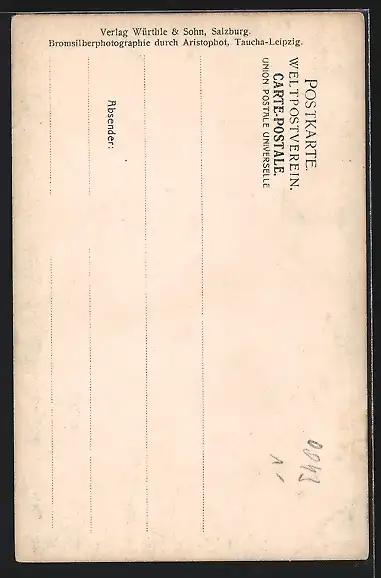 Verlag Würthle & Sohn, Salzburg.
Bromsilberphotographie durch Aristophot, Taucha-Leipzig.
POSTKARTE.
WELTPOSTVEREIN.
CARTE-POSTALE.
UNION POSTALE UNIVERSELLE
Absender: